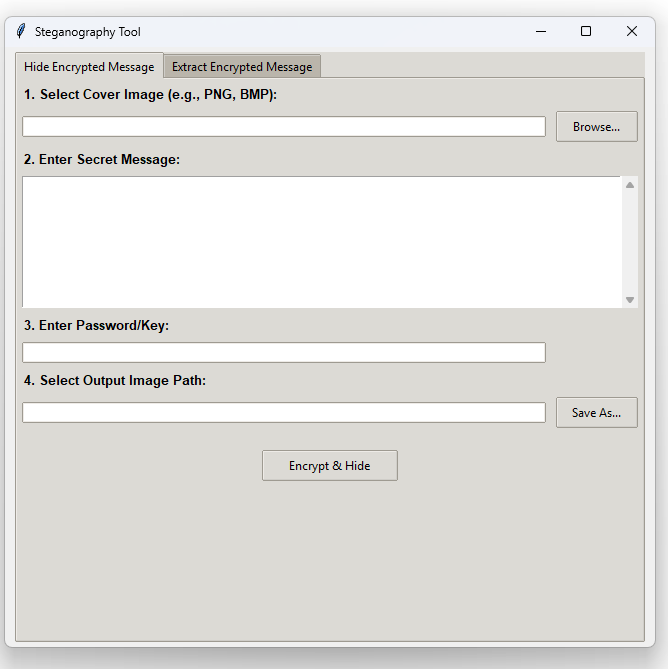 Steganography Tool
Hide Encrypted Message Extract Encrypted Message
1. Select Cover Image (e.g., PNG, BMP):
Browse...
2. Enter Secret Message:
3. Enter Password/Key:
4. Select Output Image Path:
Save As...
Encrypt & Hide